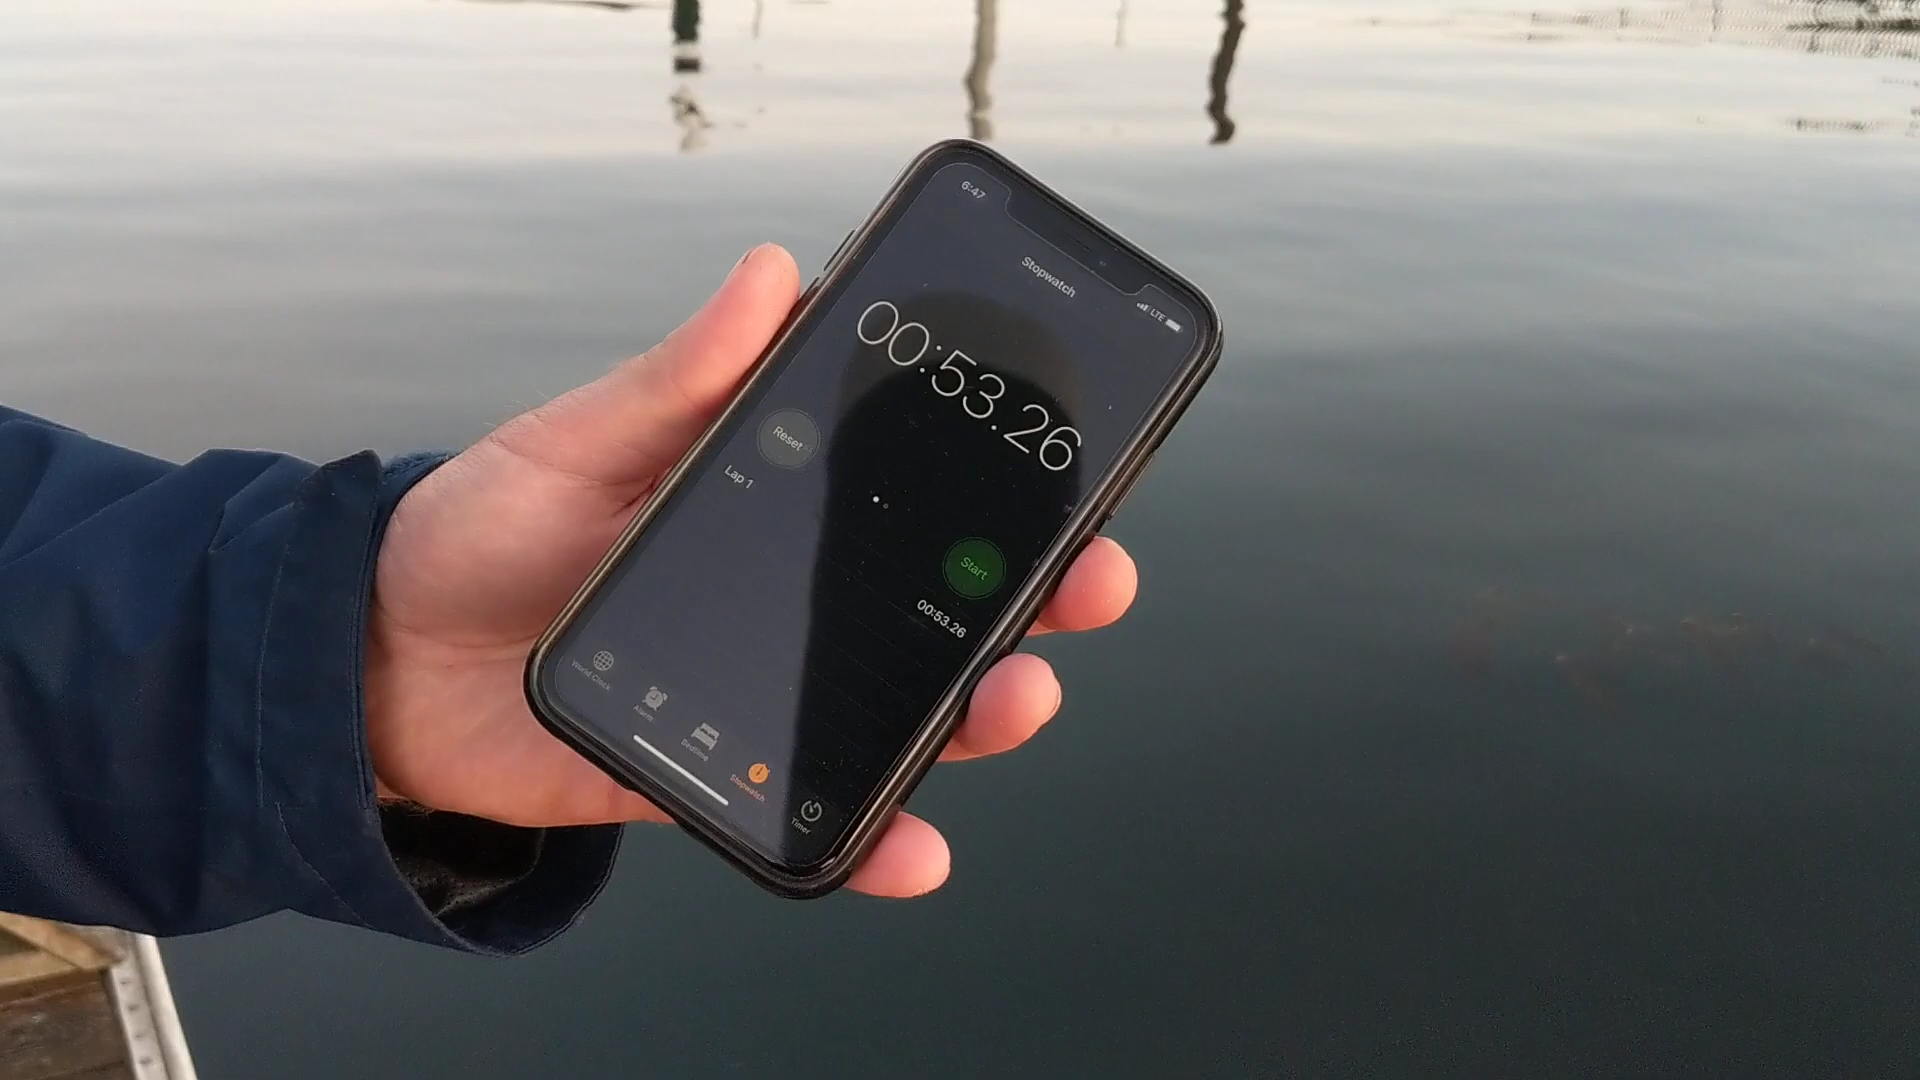 6:47
Stopwatch
LTE
00:53.26
Reset
Start
Lap 1
00:53.26
World Clock
Alarm
Bedtime
Stopwatch
Timer